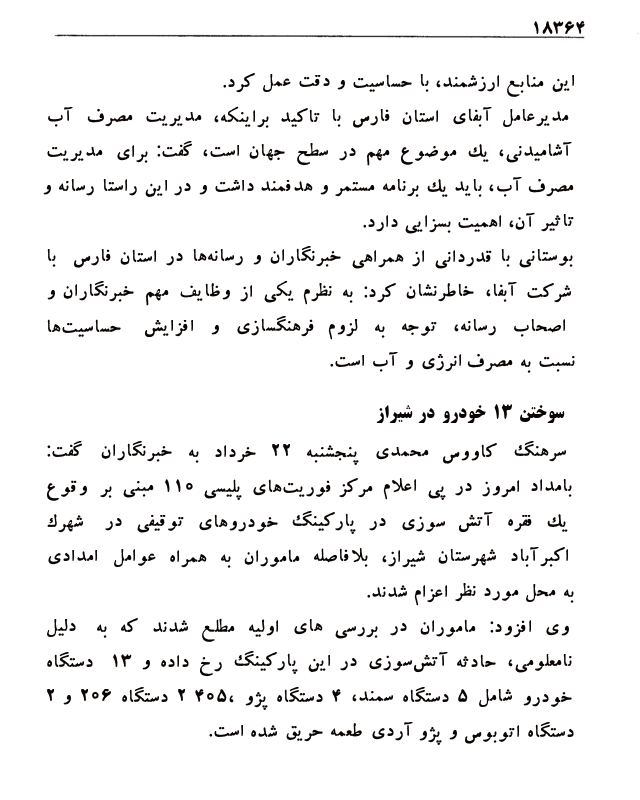 ۱۸۳۶۴
این منابع ارزشمند، با حساسیت و دقت عمل کرد.
مدیرعامل آبفای استان فارس با تاکید براینکه، مدیریت مصرف آب
آشامیدنی، یك موضوع مهم در سطح جهان است، گفت: برای مدیریت
مصرف آب، باید یك برنامه مستمر و هدفمند داشت و در این راستا رسانه و
تاثیر آن، اهمیت بسزایی دارد.
بوستانی با قدردانی از همراهی خبرنگاران و رسانه‌ها در استان فارس با
شرکت آبفا، خاطرنشان کرد: به نظرم یکی از وظایف مهم خبرنگاران و
اصحاب رسانه، توجه به لزوم فرهنگسازی و افزایش حساسیت‌ها
نسبت به مصرف انرژی و آب است.
سوختن ۱۳ خودرو در شیراز
سرهنگ کاووس محمدی پنجشنبه ۲۲ خرداد به خبرنگاران گفت:
بامداد امروز در پی اعلام مرکز فوریت‌های پلیسی ۱۱۰ مبنی بر وقوع
یك فقره آتش سوزی در پارکینگ خودروهای توقیفی در شهرك
اکبرآباد شهرستان شیراز، بلافاصله ماموران به همراه عوامل امدادی
به محل مورد نظر اعزام شدند.
وی افزود: ماموران در بررسی های اولیه مطلع شدند که به دلیل
نامعلومی، حادثه آتش‌سوزی در این پارکینگ رخ داده و ۱۳ دستگاه
خودرو شامل ۵ دستگاه سمند، ۴ دستگاه پژو ۴۰۵، ۲ دستگاه ۲۰۶ و ۲
دستگاه اتوبوس و پژو آردی طعمه حریق شده است.